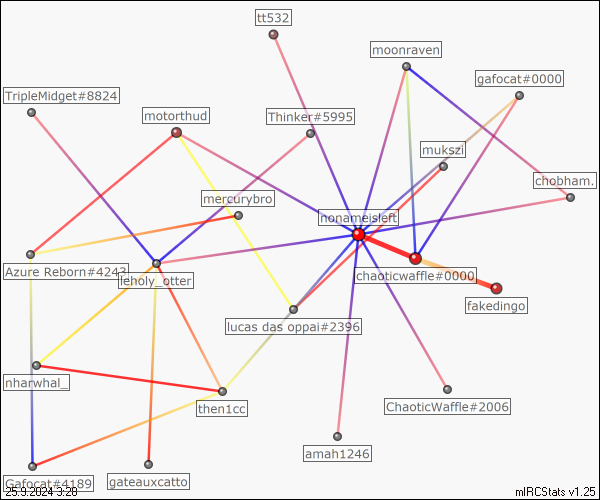 tt532
moonraven
gafocat#0000
TripleMidget#8824
motorthud
Thinker#5995
mukszi
chobham.
mercurybro
nonameisleft
Azure Reborn#4243
leholy_otter
chaoticwaffle#0000
fakedingo
lucas das oppai#2396
nharwhal_
then1cc
ChaoticWaffle#2006
amah1246
Gafocat#4189
gateauxcatto
25.9.2024 3:28
mIRCStats v1.25